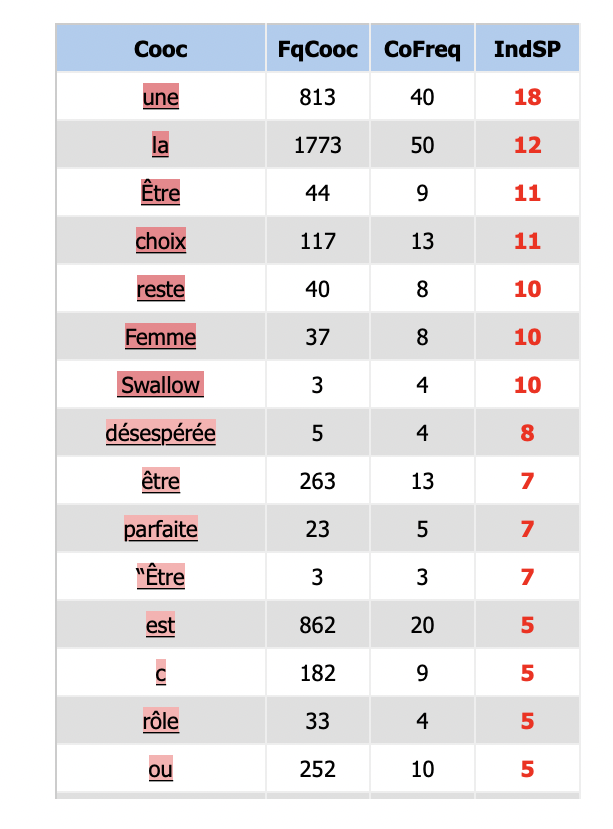 Cooc FqCooc CoFreq IndSP
une 813 40 18
la 1773 50 12
Être 44 9 11
choix 117 13 11
reste 40 8 10
Femme 37 8 10
Swallow 3 4 10
désespérée 5 4 8
être 263 13 7
parfaite 23 5 7
“Être 3 3 7
est 862 20 5
c 182 9 5
rôle 33 4 5
ou 252 10 5